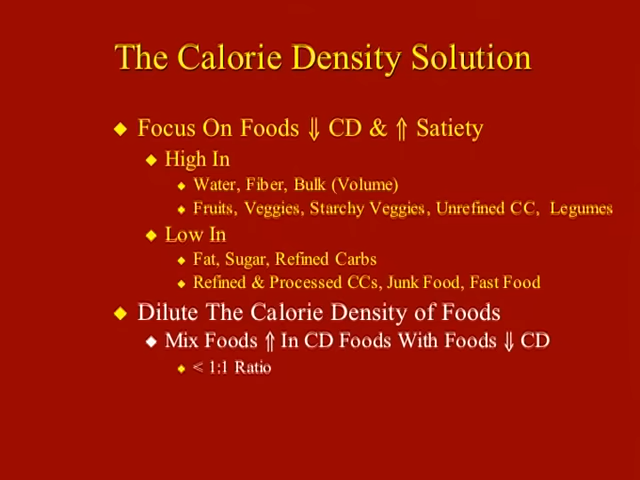 The Calorie Density Solution
Focus On Foods ⇓ CD & ⇑ Satiety
High In
Water, Fiber, Bulk (Volume)
Fruits, Veggies, Starchy Veggies, Unrefined CC, Legumes
Low In
Fat, Sugar, Refined Carbs
Refined & Processed CCs, Junk Food, Fast Food
Dilute The Calorie Density of Foods
Mix Foods ⇑ In CD Foods With Foods ⇓ CD
< 1:1 Ratio